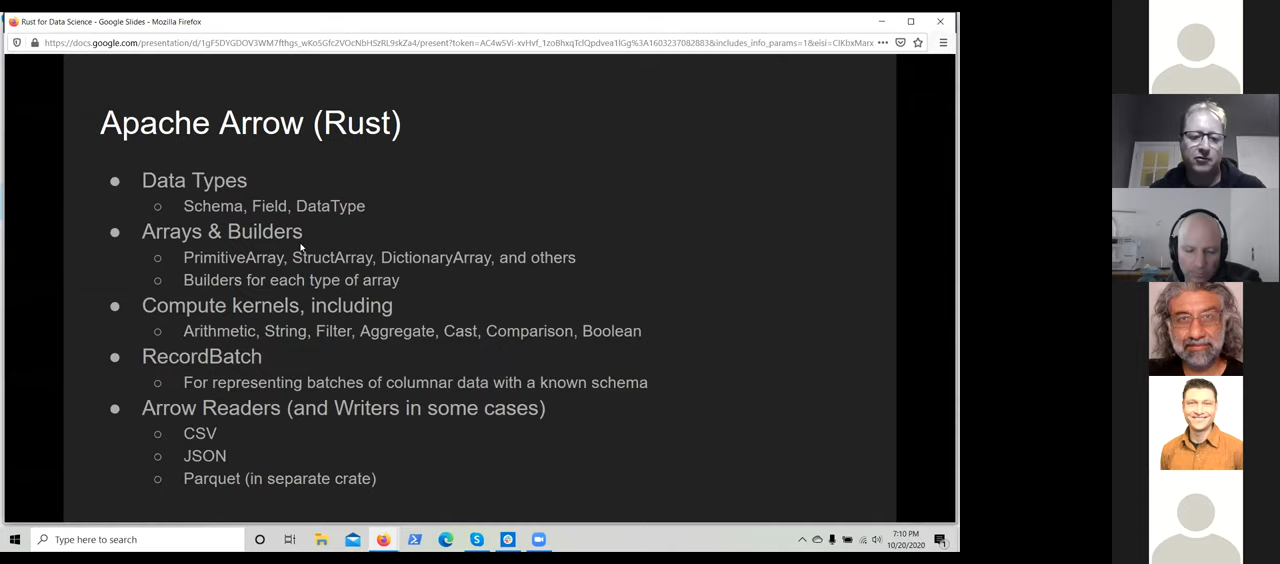 Rust for Data Science - Google Slides - Mozilla Firefox
Apache Arrow (Rust)
Data Types
Schema, Field, DataType
Arrays & Builders
PrimitiveArray, StructArray, DictionaryArray, and others
Builders for each type of array
Compute kernels, including
Arithmetic, String, Filter, Aggregate, Cast, Comparison, Boolean
RecordBatch
For representing batches of columnar data with a known schema
Arrow Readers (and Writers in some cases)
CSV
JSON
Parquet (in separate crate)
Type here to search
7:10 PM
10/20/2020